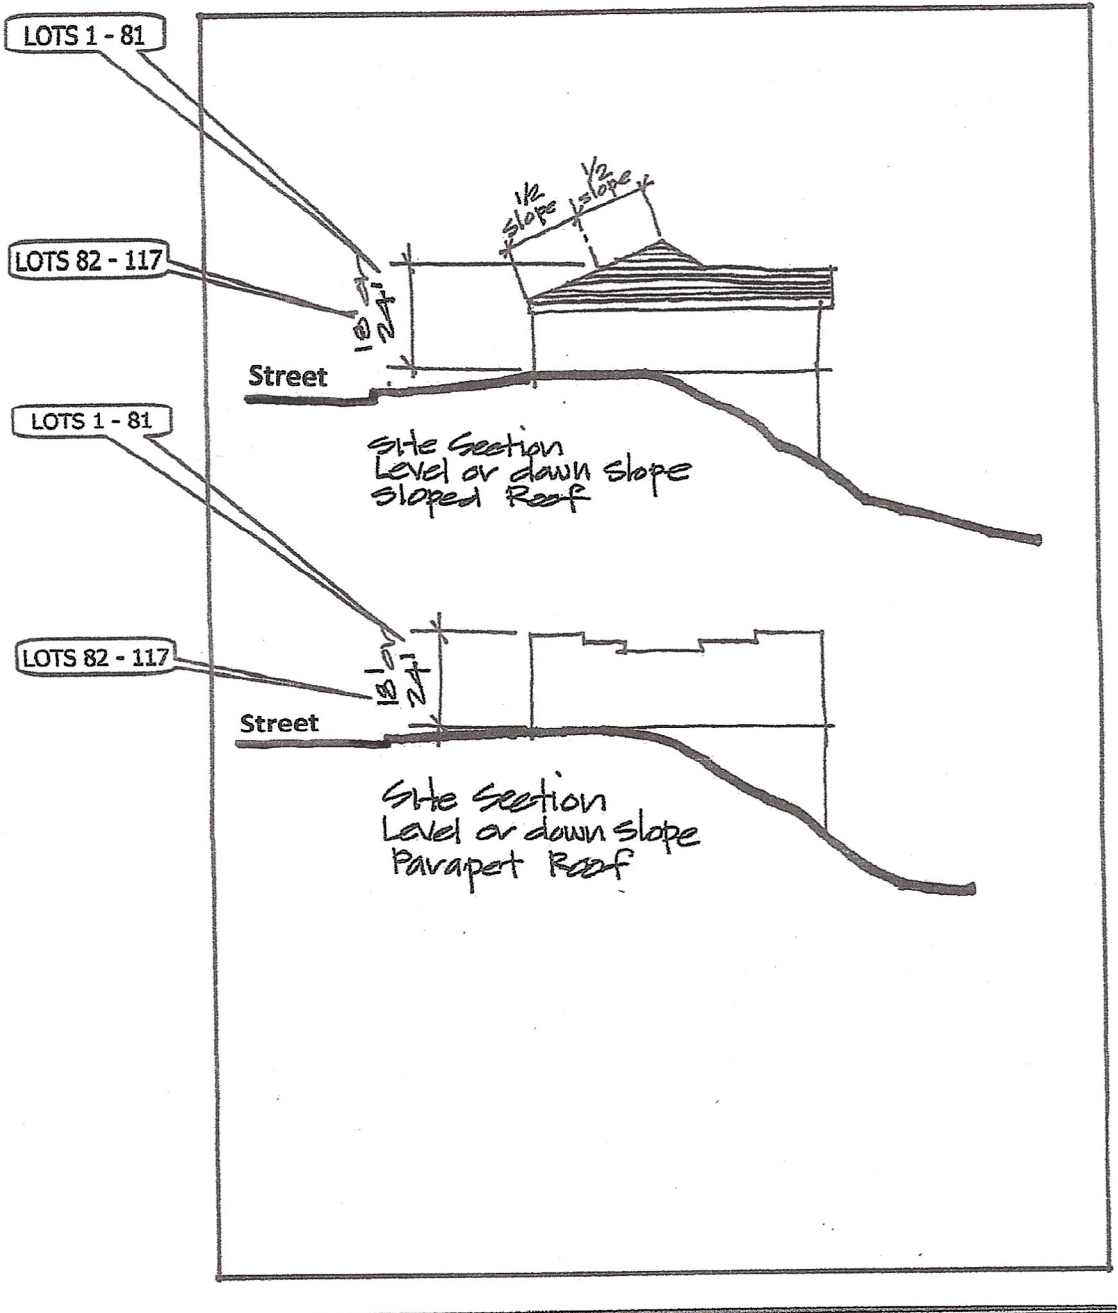 LOTS 1 - 81
1/2
slope
1/2
slope
LOTS 82 - 117
18' or
24'
Street
Site Section
Level or down slope
Sloped Roof
LOTS 1 - 81
LOTS 82 - 117
18' or
24'
Street
Site Section
Level or down slope
Parapet Roof